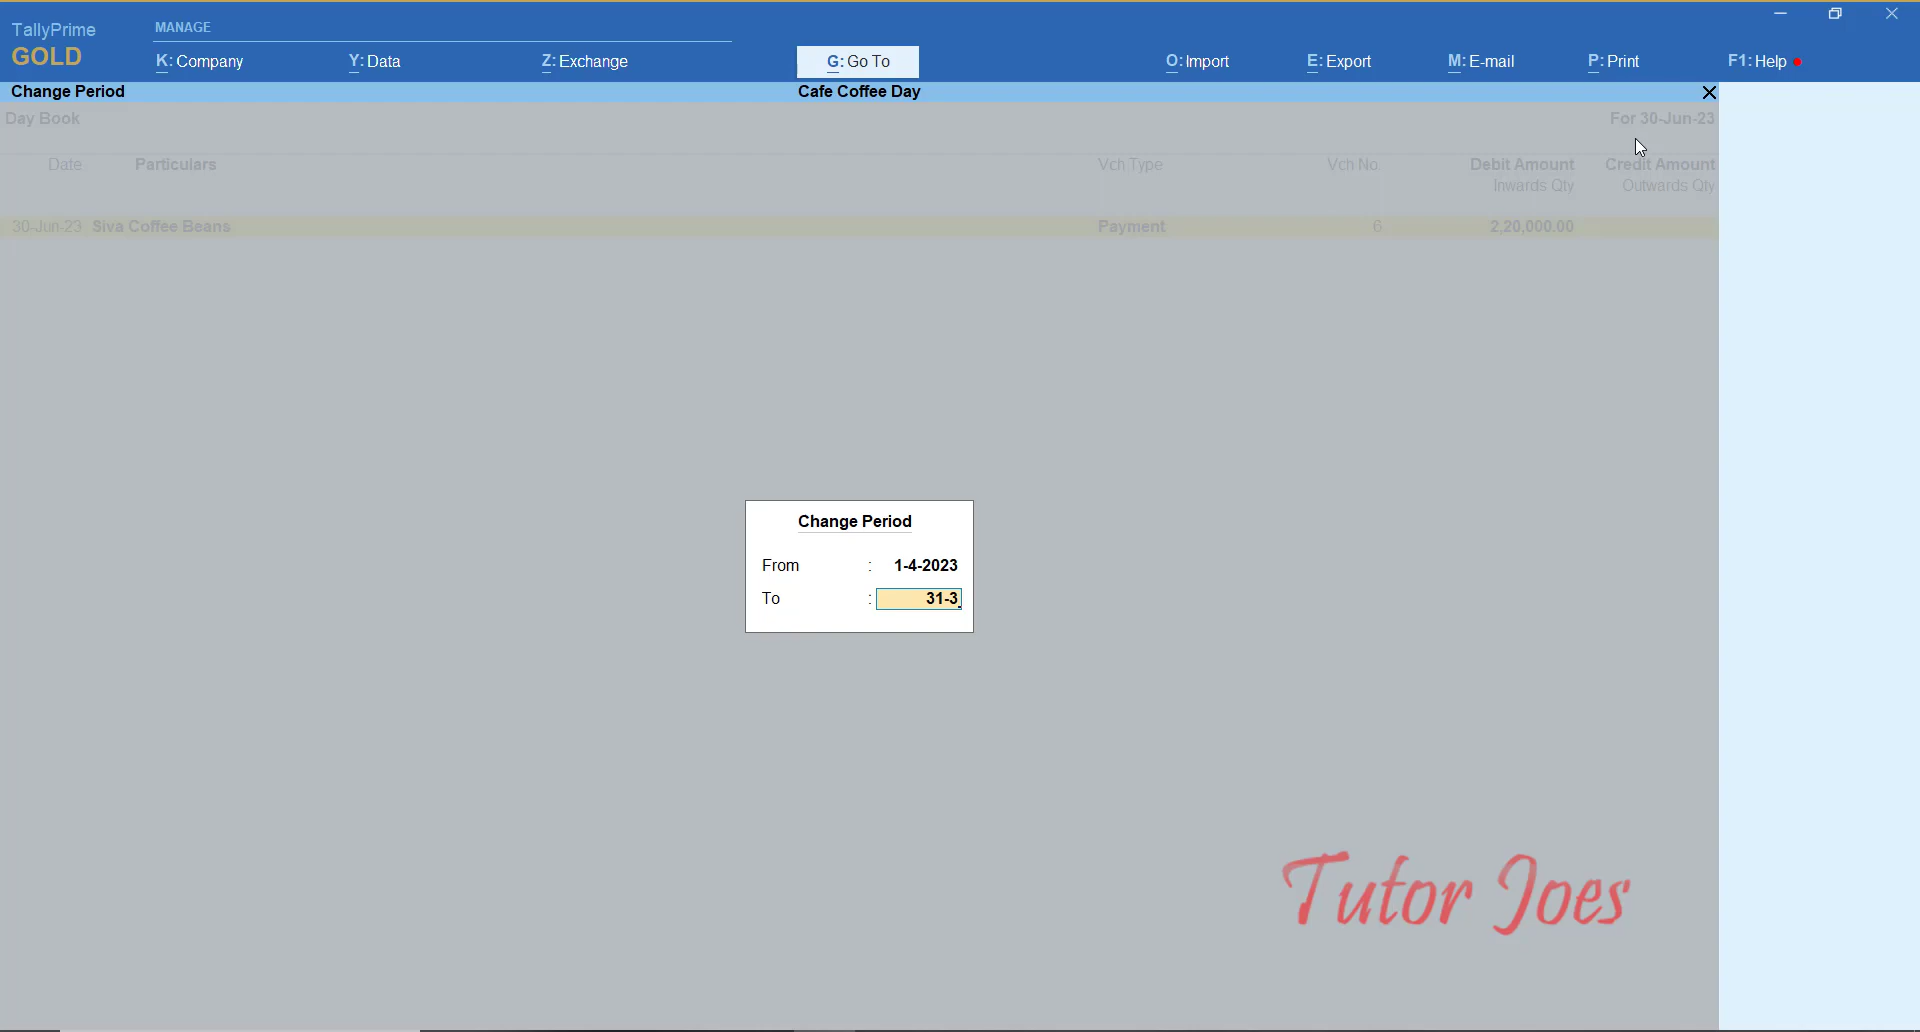 TallyPrime
GOLD
MANAGE
K: Company
Y: Data
Z: Exchange
G: Go To
O: Import
E: Export
M: E-mail
P: Print
F1: Help
Change Period
Cafe Coffee Day
Day Book
For 30-Jun-23
Date
Particulars
Vch Type
Vch No.
Debit Amount
Credit Amount
Inwards Qty
Outwards Qty
30-Jun-23 Siva Coffee Beans
Payment
6
2,20,000.00
Change Period
From : 1-4-2023
To : 31-3
Tutor Joes